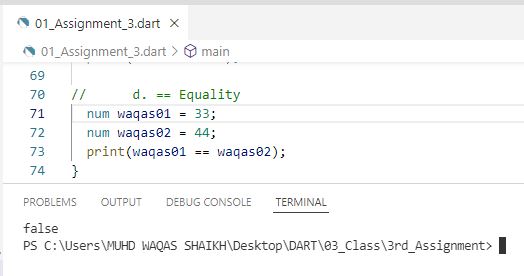 01_Assignment_3.dart ×
01_Assignment_3.dart > main
69
70 // d. == Equality
71 num waqas01 = 33;
72 num waqas02 = 44;
73 print(waqas01 == waqas02);
74 }
PROBLEMS OUTPUT DEBUG CONSOLE TERMINAL
false
PS C:\Users\MUHD WAQAS SHAIKH\Desktop\DART\03_Class\3rd_Assignment>